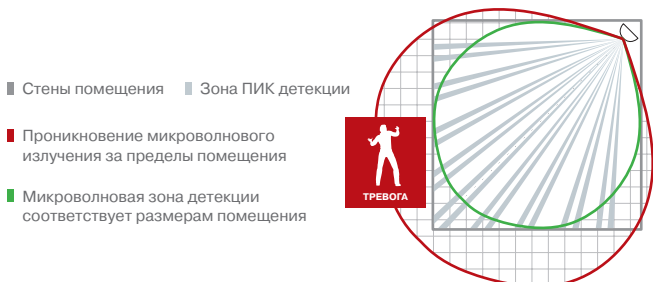 Стены помещения
Зона ПИК детекции
Проникновение микроволнового
излучения за пределы помещения
Микроволновая зона детекции
соответствует размерам помещения
ТРЕВОГА